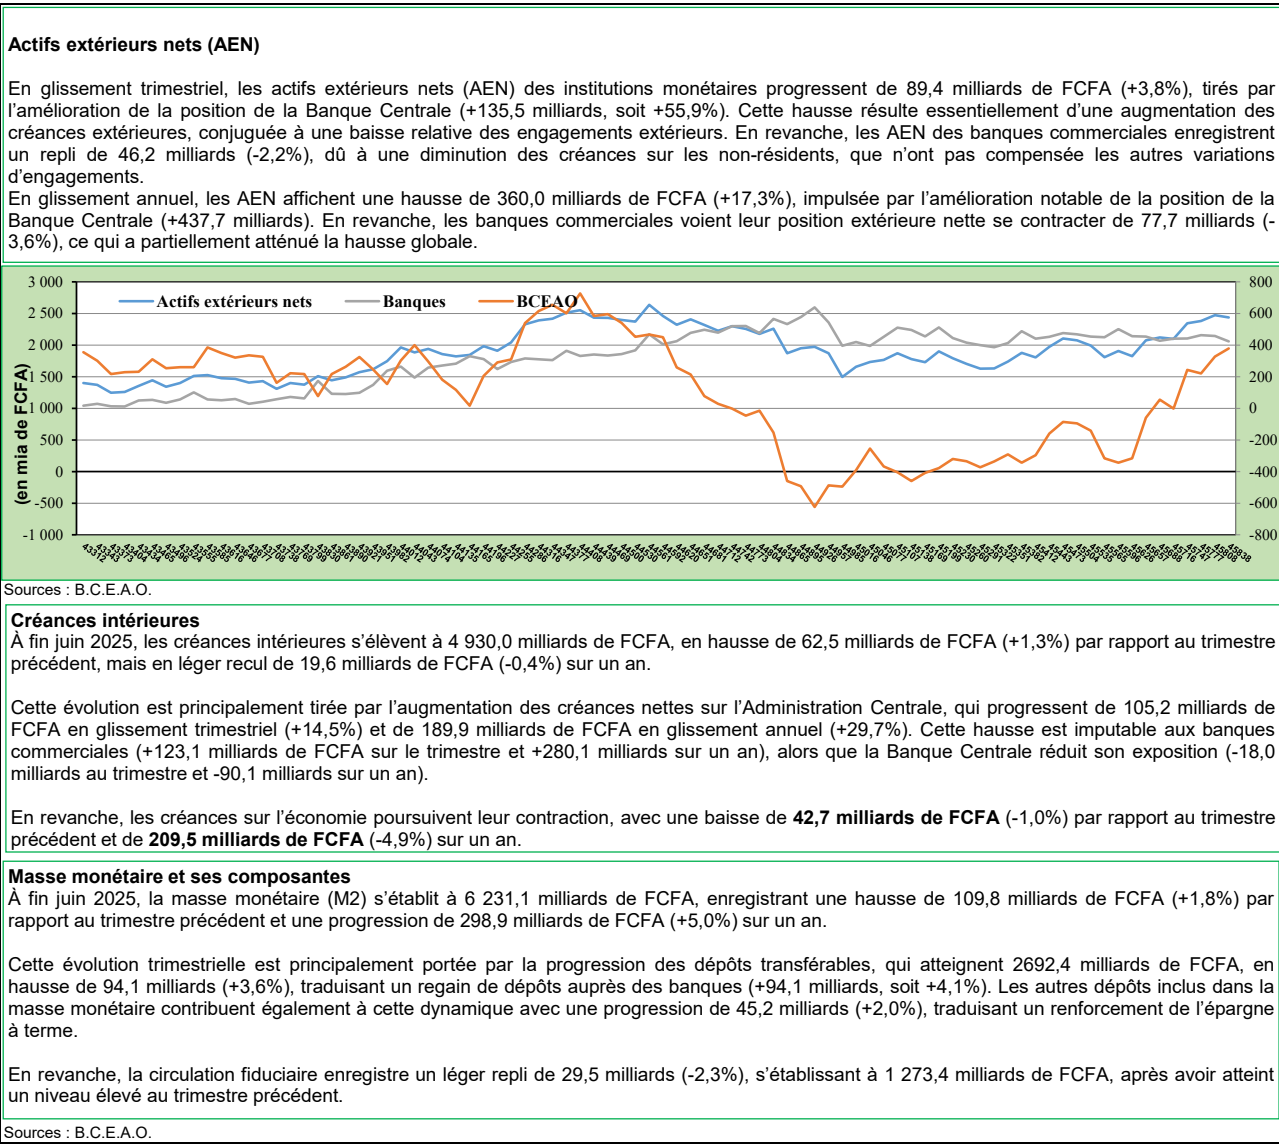 Actifs extérieurs nets (AEN)
En glissement trimestriel, les actifs extérieurs nets (AEN) des institutions monétaires progressent de 89,4 milliards de FCFA (+3,8%), tirés par
l’amélioration de la position de la Banque Centrale (+135,5 milliards, soit +55,9%). Cette hausse résulte essentiellement d’une augmentation des
créances extérieures, conjuguée à une baisse relative des engagements extérieurs. En revanche, les AEN des banques commerciales enregistrent
un repli de 46,2 milliards (-2,2%), dû à une diminution des créances sur les non-résidents, que n’ont pas compensée les autres variations
d’engagements.
En glissement annuel, les AEN affichent une hausse de 360,0 milliards de FCFA (+17,3%), impulsée par l’amélioration notable de la position de la
Banque Centrale (+437,7 milliards). En revanche, les banques commerciales voient leur position extérieure nette se contracter de 77,7 milliards (-
3,6%), ce qui a partiellement atténué la hausse globale.
(en mia de FCFA)
3 000
2 500
2 000
1 500
1 000
500
0
-500
-1 000
Actifs extérieurs nets
Banques
BCEAO
800
600
400
200
0
-200
-400
-600
-800
Sources : B.C.E.A.O.
Créances intérieures
À fin juin 2025, les créances intérieures s’élèvent à 4 930,0 milliards de FCFA, en hausse de 62,5 milliards de FCFA (+1,3%) par rapport au trimestre
précédent, mais en léger recul de 19,6 milliards de FCFA (-0,4%) sur un an.
Cette évolution est principalement tirée par l’augmentation des créances nettes sur l’Administration Centrale, qui progressent de 105,2 milliards de
FCFA en glissement trimestriel (+14,5%) et de 189,9 milliards de FCFA en glissement annuel (+29,7%). Cette hausse est imputable aux banques
commerciales (+123,1 milliards de FCFA sur le trimestre et +280,1 milliards sur un an), alors que la Banque Centrale réduit son exposition (-18,0
milliards au trimestre et -90,1 milliards sur un an).
En revanche, les créances sur l’économie poursuivent leur contraction, avec une baisse de 42,7 milliards de FCFA (-1,0%) par rapport au trimestre
précédent et de 209,5 milliards de FCFA (-4,9%) sur un an.
Masse monétaire et ses composantes
À fin juin 2025, la masse monétaire (M2) s’établit à 6 231,1 milliards de FCFA, enregistrant une hausse de 109,8 milliards de FCFA (+1,8%) par
rapport au trimestre précédent et une progression de 298,9 milliards de FCFA (+5,0%) sur un an.
Cette évolution trimestrielle est principalement portée par la progression des dépôts transférables, qui atteignent 2692,4 milliards de FCFA, en
hausse de 94,1 milliards (+3,6%), traduisant un regain de dépôts auprès des banques (+94,1 milliards, soit +4,1%). Les autres dépôts inclus dans la
masse monétaire contribuent également à cette dynamique avec une progression de 45,2 milliards (+2,0%), traduisant un renforcement de l’épargne
à terme.
En revanche, la circulation fiduciaire enregistre un léger repli de 29,5 milliards (-2,3%), s’établissant à 1 273,4 milliards de FCFA, après avoir atteint
un niveau élevé au trimestre précédent.
Sources : B.C.E.A.O.